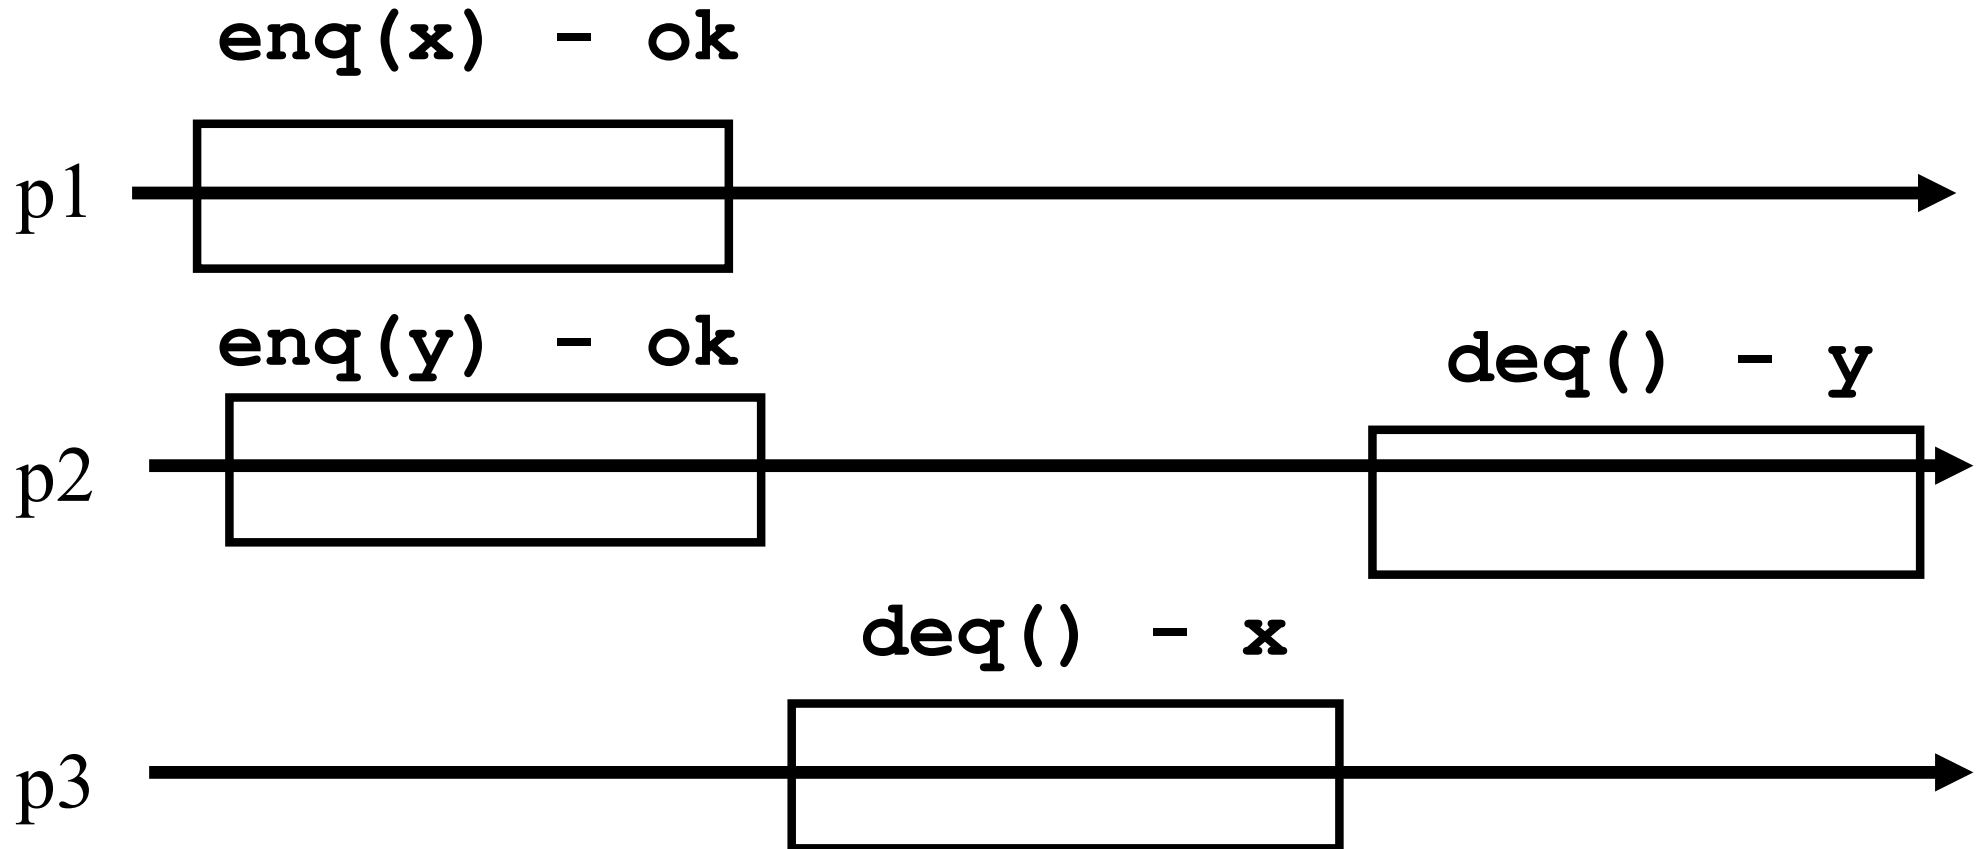 enq(x) - ok
p1
enq(y) - ok
deq() - y
p2
deq() - x
p3